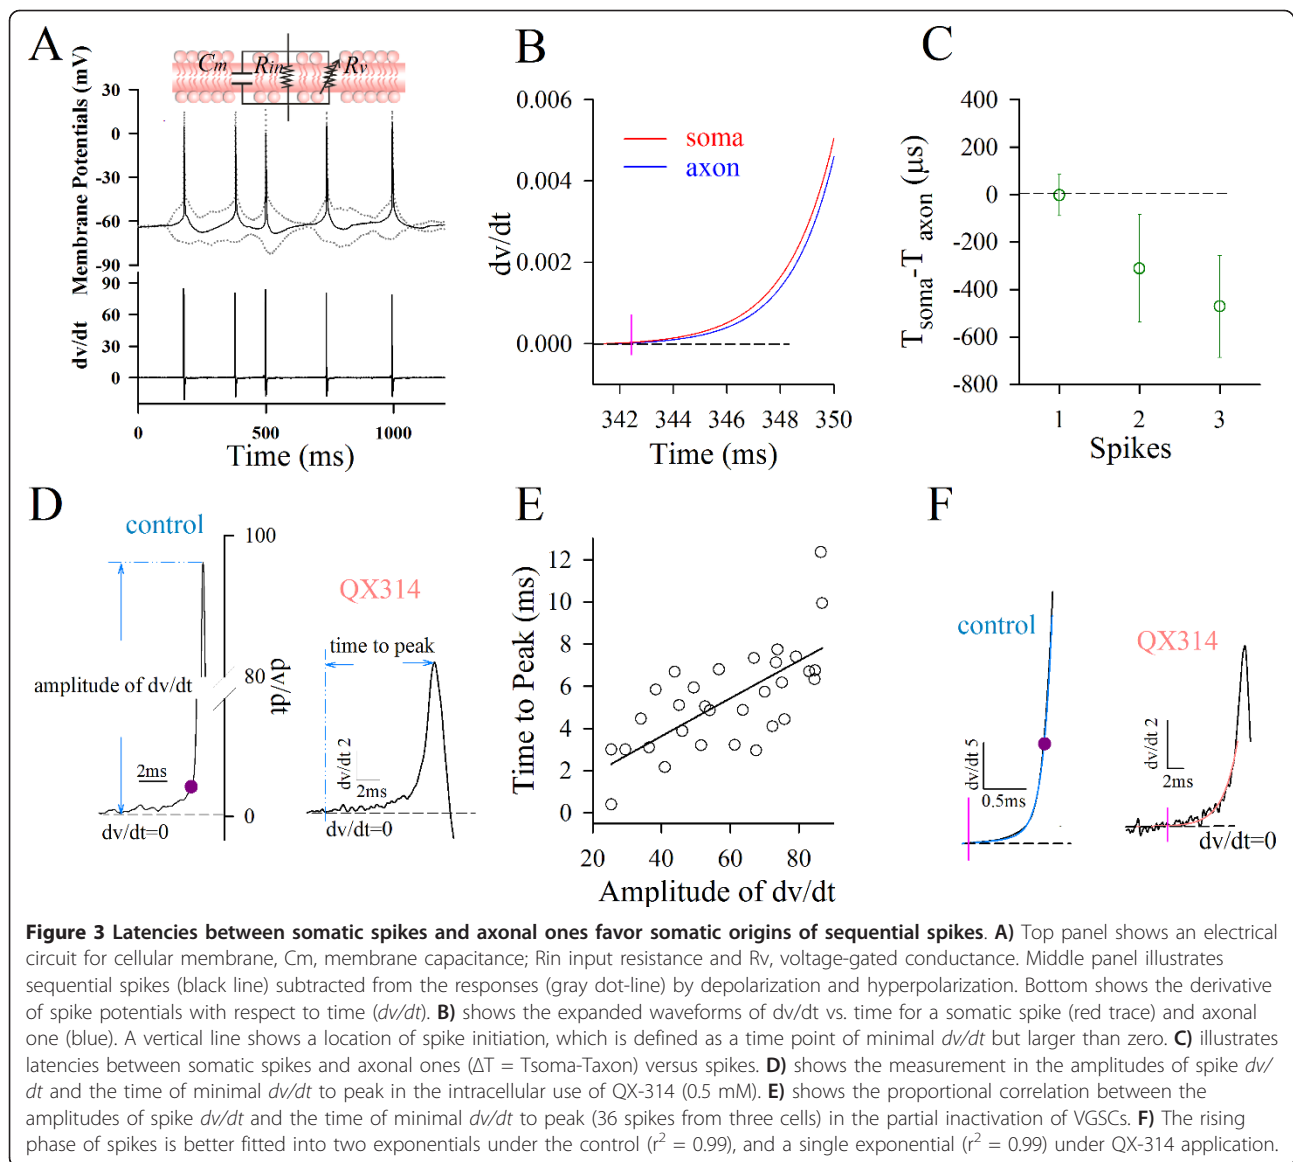 A
Cm Rin Rv
Membrane Potentials (mV)
30
0
-30
-60
-90
dv/dt
90
60
30
0
0 500 1000
Time (ms)
B
0.006
0.004
0.002
0.000
dv/dt
soma
axon
342 344 346 348 350
Time (ms)
C
400
200
0
-200
-400
-600
-800
Tsoma-T axon (µs)
1 2 3
Spikes
D
control
100
80
0
dv/dt
amplitude of dv/dt
2ms
dv/dt=0
QX314
time to peak
dv/dt 2
2ms
dv/dt=0
E
12
10
8
6
4
2
0
Time to Peak (ms)
20 40 60 80
Amplitude of dv/dt
F
control
dv/dt 5
0.5ms
QX314
dv/dt 2
2ms
dv/dt=0
Figure 3 Latencies between somatic spikes and axonal ones favor somatic origins of sequential spikes. A) Top panel shows an electrical
circuit for cellular membrane, Cm, membrane capacitance; Rin input resistance and Rv, voltage-gated conductance. Middle panel illustrates
sequential spikes (black line) subtracted from the responses (gray dot-line) by depolarization and hyperpolarization. Bottom shows the derivative
of spike potentials with respect to time (dv/dt). B) shows the expanded waveforms of dv/dt vs. time for a somatic spike (red trace) and axonal
one (blue). A vertical line shows a location of spike initiation, which is defined as a time point of minimal dv/dt but larger than zero. C) illustrates
latencies between somatic spikes and axonal ones (ΔT = Tsoma-Taxon) versus spikes. D) shows the measurement in the amplitudes of spike dv/
dt and the time of minimal dv/dt to peak in the intracellular use of QX-314 (0.5 mM). E) shows the proportional correlation between the
amplitudes of spike dv/dt and the time of minimal dv/dt to peak (36 spikes from three cells) in the partial inactivation of VGSCs. F) The rising
phase of spikes is better fitted into two exponentials under the control (r² = 0.99), and a single exponential (r² = 0.99) under QX-314 application.